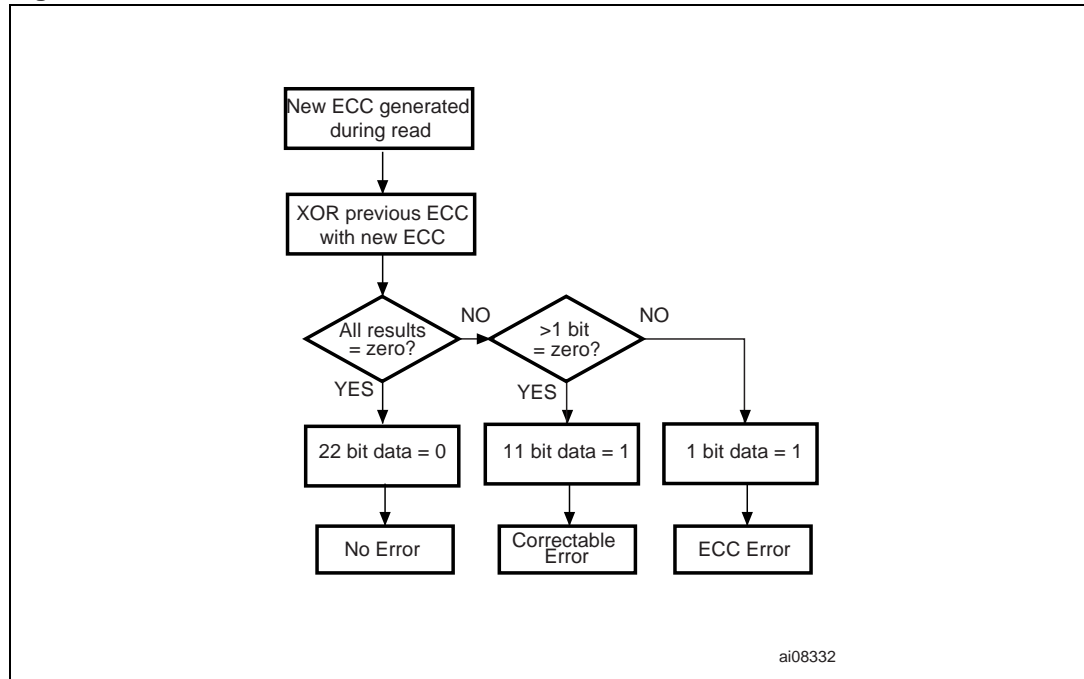 New ECC generated
during read
XOR previous ECC
with new ECC
All results
= zero?
NO
>1 bit
= zero?
NO
YES
YES
22 bit data = 0
11 bit data = 1
1 bit data = 1
No Error
Correctable
Error
ECC Error
ai08332